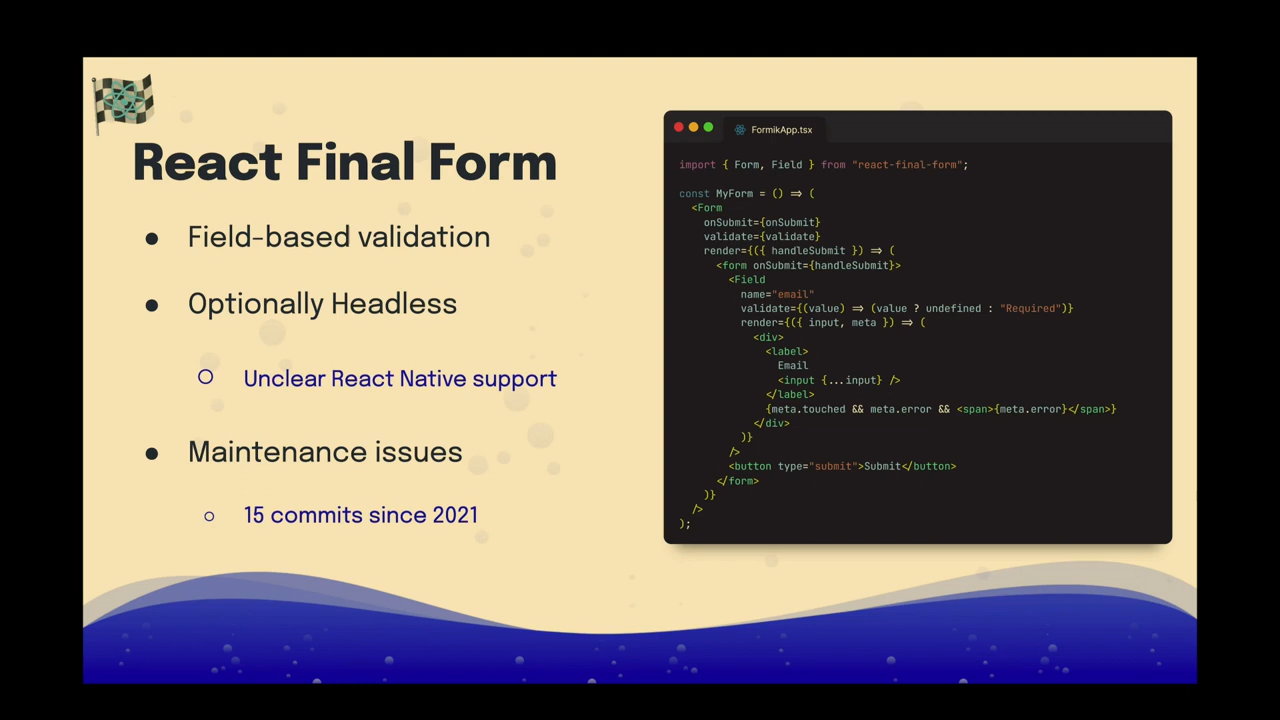 React Final Form
● Field-based validation
● Optionally Headless
○ Unclear React Native support
● Maintenance issues
○ 15 commits since 2021
FormikApp.tsx
import { Form, Field } from "react-final-form";
const MyForm = () => (
<Form
onSubmit={onSubmit}
validate={validate}
render={({ handleSubmit }) => (
<form onSubmit={handleSubmit}>
<Field
name="email"
validate={(value) => (value ? undefined : "Required")}
render={({ input, meta }) => (
<div>
<label>
Email
<input {...input} />
</label>
{meta.touched && meta.error && <span>{meta.error}</span>}
</div>
)}
/>
<button type="submit">Submit</button>
</form>
)}
/>
);